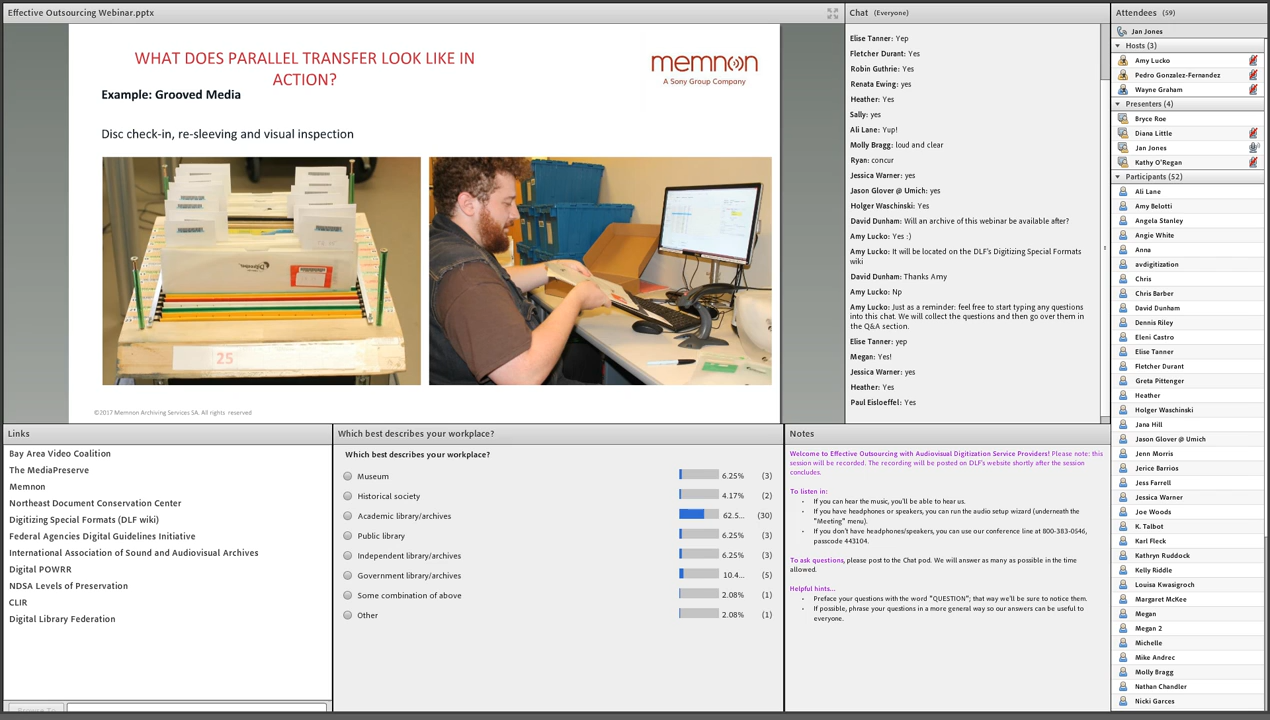 Effective Outsourcing Webinar.pptx
WHAT DOES PARALLEL TRANSFER LOOK LIKE IN
ACTION?
memnon
A Sony Group Company
Example: Grooved Media
Disc check-in, re-sleeving and visual inspection
25
©2017 Memnon Archiving Services SA. All rights reserved
Chat (Everyone)
Elise Tanner: Yep
Fletcher Durant: Yes
Robin Guthrie: Yes
Renata Ewing: yes
Heather: Yes
Sally: yes
Ali Lane: Yup!
Molly Bragg: loud and clear
Ryan: concur
Jessica Warner: yes
Jason Glover @ Umich: yes
Holger Waschinski: Yes
David Dunham: Will an archive of this webinar be available after?
Amy Lucko: Yes :)
Amy Lucko: It will be located on the DLF's Digitizing Special Formats
wiki
David Dunham: Thanks Amy
Amy Lucko: Np
Amy Lucko: Just as a reminder: feel free to start typing any questions
into this chat. We will collect the questions and then go over them in
the Q&A section.
Elise Tanner: yep
Megan: Yes!
Jessica Warner: yes
Heather: Yes
Paul Eisloeffel: Yes
Attendees (59)
Jan Jones
Hosts (3)
Amy Lucko
Pedro Gonzalez-Fernandez
Wayne Graham
Presenters (4)
Bryce Roe
Diana Little
Jan Jones
Kathy O'Regan
Participants (52)
Ali Lane
Amy Belotti
Angela Stanley
Angie White
Anna
avdigitization
Chris
Chris Barber
David Dunham
Dennis Riley
Eleni Castro
Elise Tanner
Fletcher Durant
Greta Pittenger
Heather
Holger Waschinski
Jana Hill
Jason Glover @ Umich
Jenn Morris
Jerice Barrios
Jess Farrell
Jessica Warner
Joe Woods
K. Talbot
Karl Fleck
Kathryn Ruddock
Kelly Riddle
Louisa Kwasigroch
Margaret McKee
Megan
Megan 2
Michelle
Mike Andrec
Molly Bragg
Nathan Chandler
Nicki Garces
Links
Bay Area Video Coalition
The MediaPreserve
Memnon
Northeast Document Conservation Center
Digitizing Special Formats (DLF wiki)
Federal Agencies Digital Guidelines Initiative
International Association of Sound and Audiovisual Archives
Digital POWRR
NDSA Levels of Preservation
CLIR
Digital Library Federation
Browse To
Which best describes your workplace?
Which best describes your workplace?
Museum 6.25% (3)
Historical society 4.17% (2)
Academic library/archives 62.5... (30)
Public library 6.25% (3)
Independent library/archives 6.25% (3)
Government library/archives 10.4... (5)
Some combination of above 2.08% (1)
Other 2.08% (1)
Notes
Welcome to Effective Outsourcing with Audiovisual Digitization Service Providers! Please note: this
session will be recorded. The recording will be posted on DLF's website shortly after the session
concludes.
To listen in:
• If you can hear the music, you'll be able to hear us.
• If you have headphones or speakers, you can run the audio setup wizard (underneath the
"Meeting" menu).
• If you don't have headphones/speakers, you can use our conference line at 800-383-0546,
passcode 443104.
To ask questions, please post to the Chat pod. We will answer as many as possible in the time
allowed.
Helpful hints...
• Preface your questions with the word "QUESTION"; that way we'll be sure to notice them.
• If possible, phrase your questions in a more general way so our answers can be useful to
everyone.